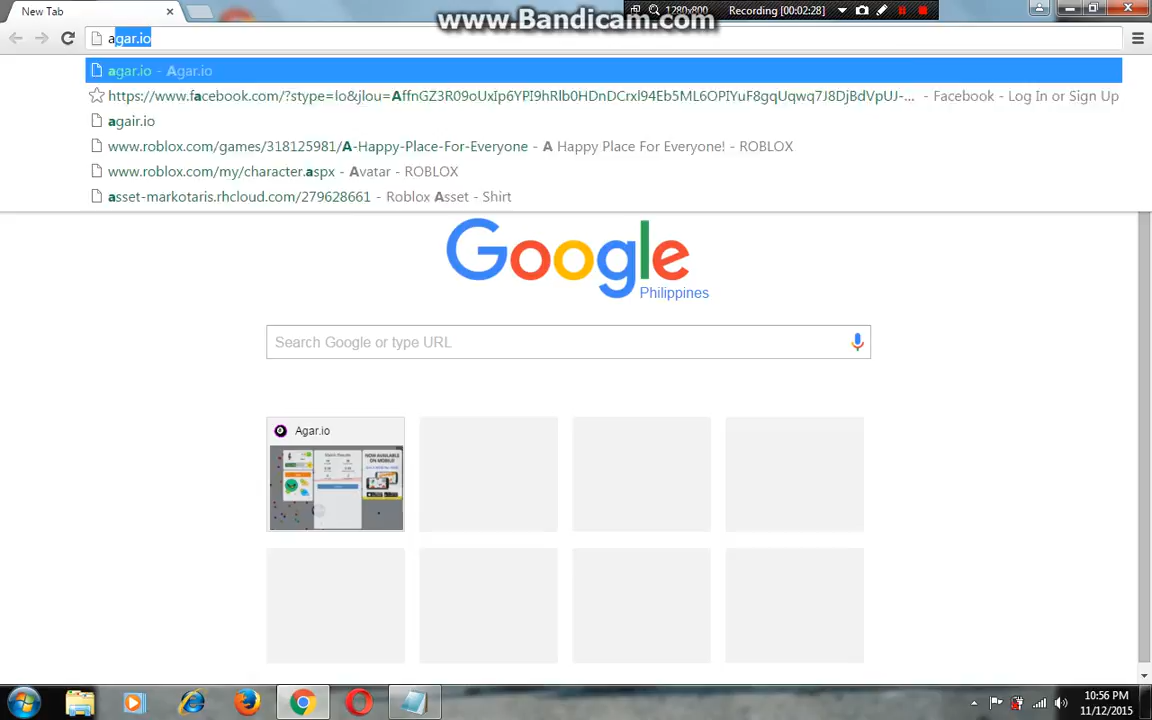 New Tab
www.Bandicam.com
1280x800
Recording [00:02:28]
agar.io
agar.io - Agar.io
https://www.facebook.com/?stype=lo&jlou=AffnGZ3R09oUxIp6YPI9hRlb0HDnDCrxl94Eb5ML6OPIYuF8gqUqwq7J8DjBdVpUJ-... - Facebook - Log In or Sign Up
agair.io
www.roblox.com/games/318125981/A-Happy-Place-For-Everyone - A Happy Place For Everyone! - ROBLOX
www.roblox.com/my/character.aspx - Avatar - ROBLOX
asset-markotaris.rhcloud.com/279628661 - Roblox Asset - Shirt
Google
Philippines
Search Google or type URL
Agar.io
NOW AVAILABLE
ON MOBILE!
10:56 PM
11/12/2015